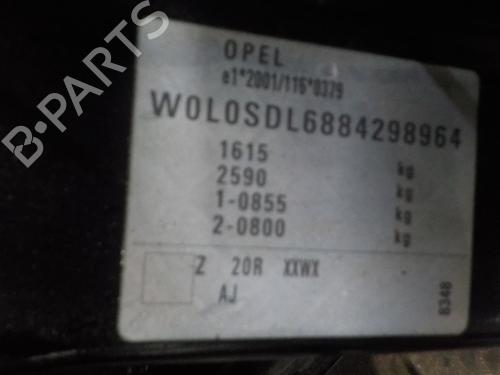 B-PARTS
OPEL
e1*2001/116*0379
W0L0SDL6884298964
1615 kg
2590 kg
1-0855 kg
2-0800 kg
Z 20R XXWX
AJ
8348